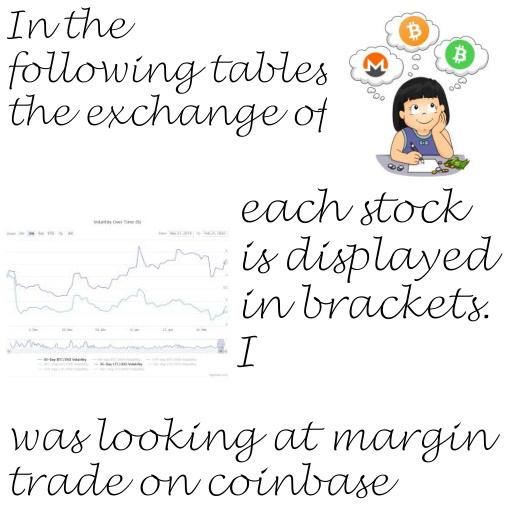 In the
following tables
the exchange of
each stock
is displayed
in brackets.
I
Volatility Over Time ($)
was looking at margin
trade on coinbase